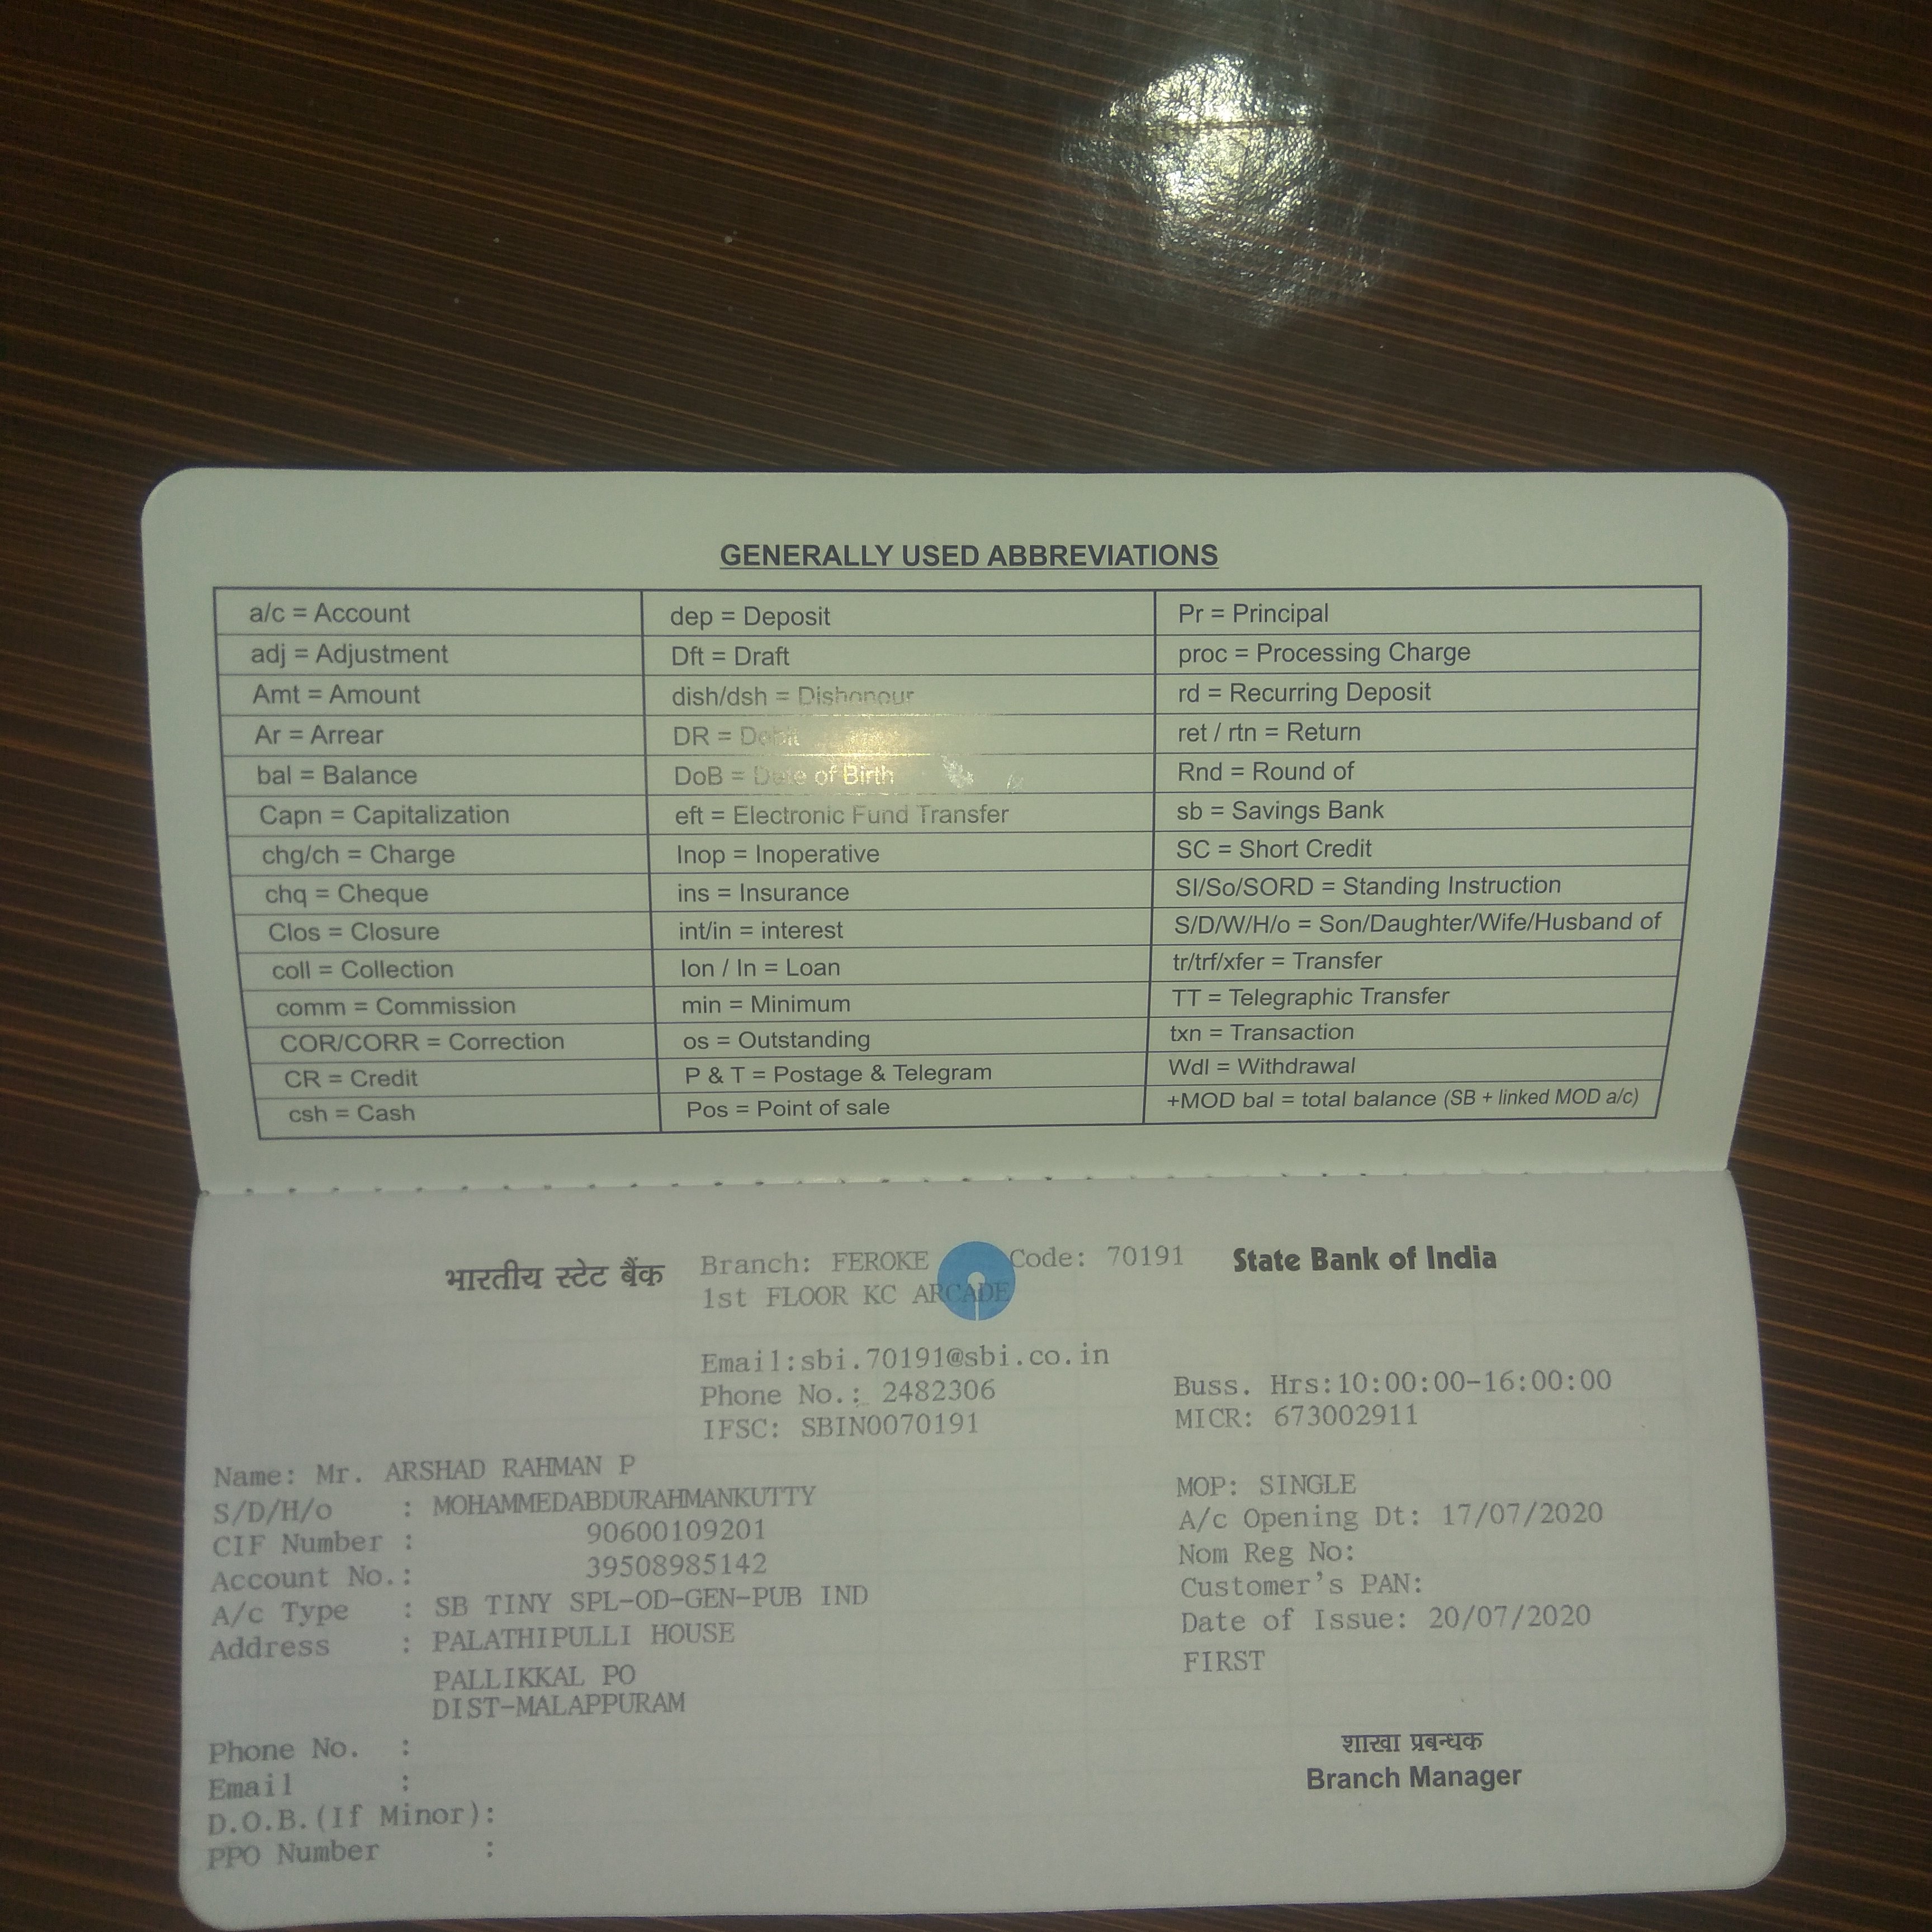 GENERALLY USED ABBREVIATIONS
a/c = Account dep = Deposit Pr = Principal
adj = Adjustment Dft = Draft proc = Processing Charge
Amt = Amount dish/dsh = Dishonour rd = Recurring Deposit
Ar = Arrear DR = Debit ret / rtn = Return
bal = Balance DoB = Date of Birth Rnd = Round of
Capn = Capitalization eft = Electronic Fund Transfer sb = Savings Bank
chg/ch = Charge Inop = Inoperative SC = Short Credit
chq = Cheque ins = Insurance SI/So/SORD = Standing Instruction
Clos = Closure int/in = interest S/D/W/H/o = Son/Daughter/Wife/Husband of
coll = Collection lon / ln = Loan tr/trf/xfer = Transfer
comm = Commission min = Minimum TT = Telegraphic Transfer
COR/CORR = Correction os = Outstanding txn = Transaction
CR = Credit P & T = Postage & Telegram Wdl = Withdrawal
csh = Cash Pos = Point of sale +MOD bal = total balance (SB + linked MOD a/c)
भारतीय स्टेट बैंक Branch: FEROKE Code: 70191 State Bank of India
1st FLOOR KC ARCADE
Email:sbi.70191@sbi.co.in
Phone No.: 2482306 Buss. Hrs:10:00:00-16:00:00
IFSC: SBIN0070191 MICR: 673002911
Name: Mr. ARSHAD RAHMAN P
S/D/H/o : MOHAMMEDABDURAHMANKUTTY MOP: SINGLE
CIF Number : 90600109201 A/c Opening Dt: 17/07/2020
Account No.: 39508985142 Nom Reg No:
A/c Type : SB TINY SPL-OD-GEN-PUB IND Customer's PAN:
Address : PALATHIPULLI HOUSE Date of Issue: 20/07/2020
PALLIKKAL PO FIRST
DIST-MALAPPURAM
Phone No. : शाखा प्रबन्धक
Email : Branch Manager
D.O.B.(If Minor):
PPO Number :